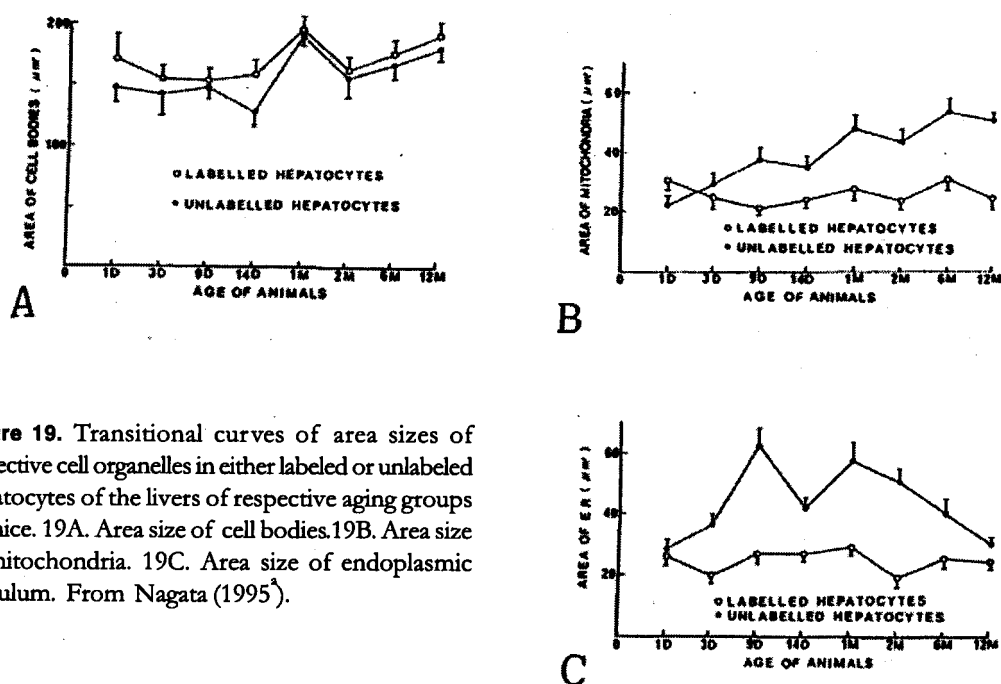 200
100
AREA OF CELL BODIES (μm²)
o LABELLED HEPATOCYTES
• UNLABELLED HEPATOCYTES
0 1D 3D 9D 14D 1M 2M 6M 12M
AGE OF ANIMALS
A
60
40
20
AREA OF MITOCHONDRIA (μm²)
o LABELLED HEPATOCYTES
• UNLABELLED HEPATOCYTES
0 1D 3D 9D 14D 1M 2M 6M 12M
AGE OF ANIMALS
B
re 19. Transitional curves of area sizes of
ective cell organelles in either labeled or unlabeled
atocytes of the livers of respective aging groups
nice. 19A. Area size of cell bodies.19B. Area size
nitochondria. 19C. Area size of endoplasmic
ulum. From Nagata (1995ª).
60
40
20
AREA OF E R (μm²)
o LABELLED HEPATOCYTES
• UNLABELLED HEPATOCYTES
0 1D 3D 9D 14D 1M 2M 6M 12M
AGE OF ANIMALS
C